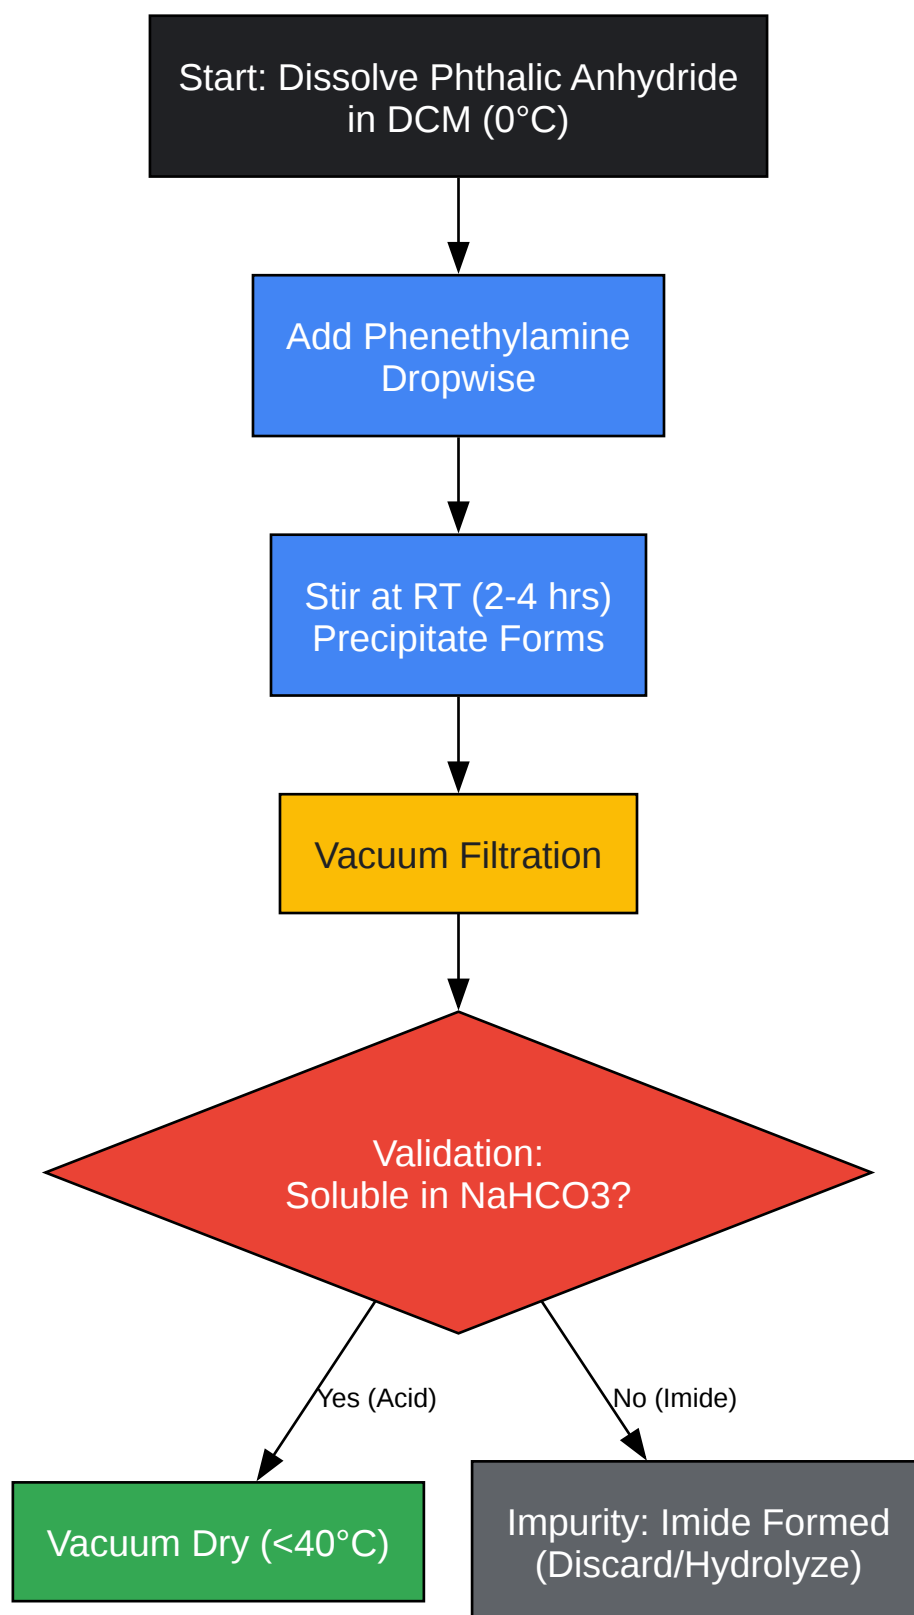 Start: Dissolve Phthalic Anhydride
in DCM (0°C)
Add Phenethylamine
Dropwise
Stir at RT (2-4 hrs)
Precipitate Forms
Vacuum Filtration
Validation:
Soluble in NaHCO3?
Yes (Acid)
No (Imide)
Vacuum Dry (<40°C)
Impurity: Imide Formed
(Discard/Hydrolyze)